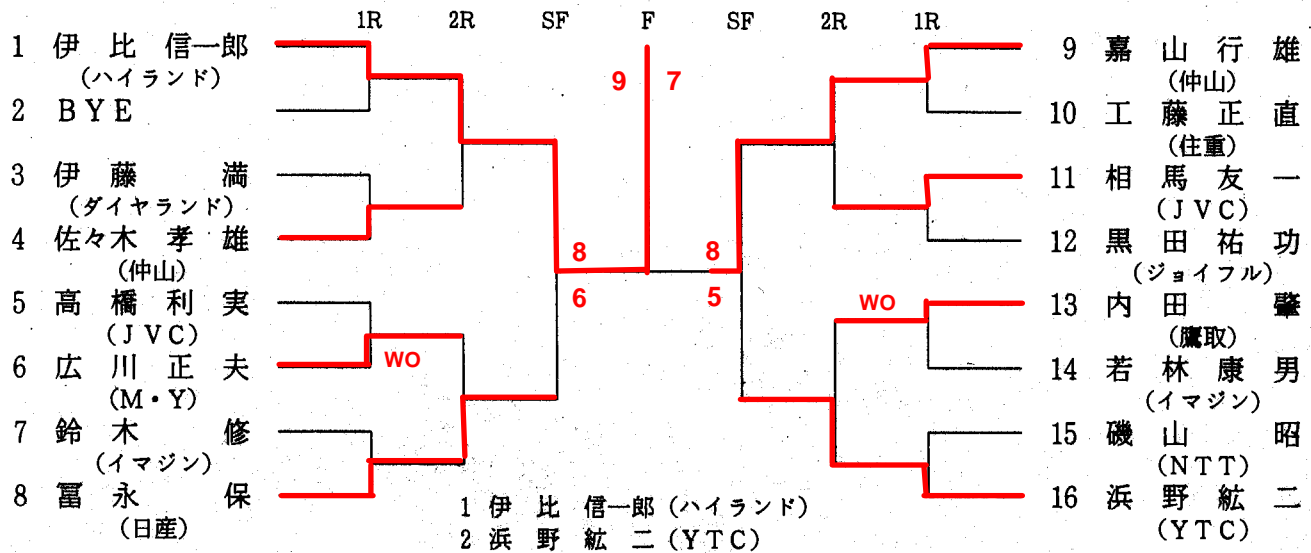 1R 2R SF F SF 2R 1R
1 伊比信一郎
(ハイランド)
2 BYE
3 伊藤満
(ダイヤランド)
4 佐々木孝雄
(仲山)
5 高橋利実
(JVC)
6 広川正夫
(M・Y)
7 鈴木修
(イマジン)
8 冨永保
(日産)
WO
8
6
9 7
8
5
WO
9 嘉山行雄
(仲山)
10 工藤正直
(住重)
11 相馬友一
(JVC)
12 黒田祐功
(ジョイフル)
13 内田肇
(鷹取)
14 若林康男
(イマジン)
15 磯山昭
(NTT)
16 浜野紘二
(YTC)
1 伊比信一郎(ハイランド)
2 浜野紘二(YTC)